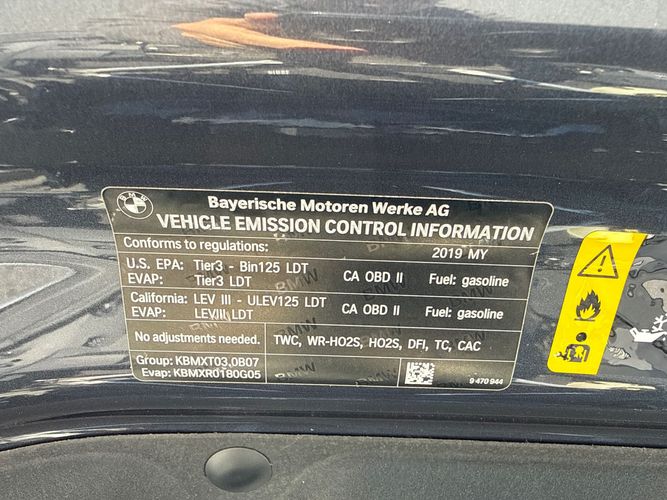 BMW
Bayerische Motoren Werke AG
VEHICLE EMISSION CONTROL INFORMATION
Conforms to regulations: 2019 MY
U.S. EPA: Tier3 - Bin125 LDT CA OBD II Fuel: gasoline
EVAP: Tier3 LDT
California: LEV III - ULEV125 LDT CA OBD II Fuel: gasoline
EVAP: LEVIII LDT
No adjustments needed. TWC, WR-HO2S, HO2S, DFI, TC, CAC
Group: KBMXT03.0B07
Evap: KBMXR0180G05
9 470 944